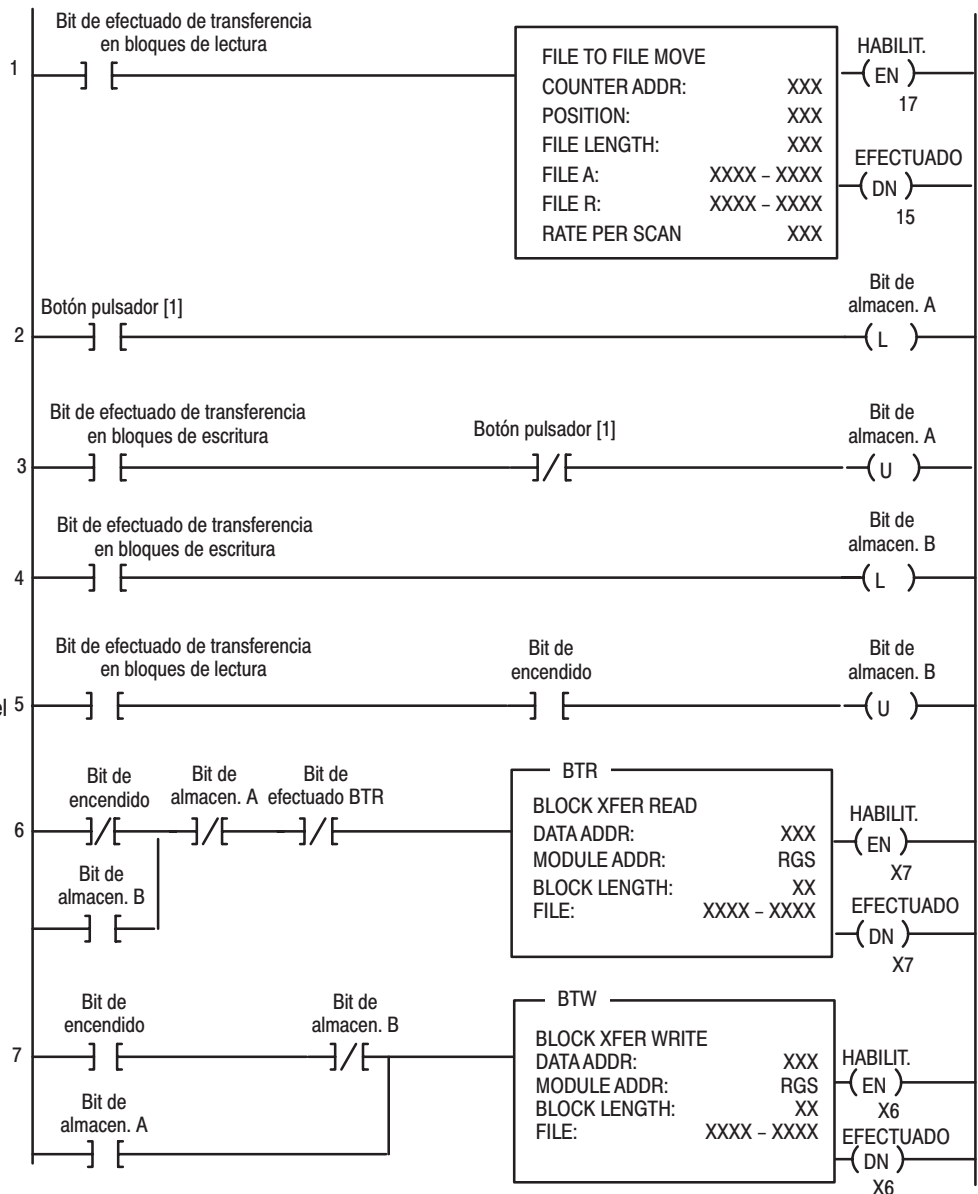 Bit de efectuado de transferencia
en bloques de lectura
1
FILE TO FILE MOVE
COUNTER ADDR: XXX
POSITION: XXX
FILE LENGTH: XXX
FILE A: XXXX – XXXX
FILE R: XXXX – XXXX
RATE PER SCAN XXX
HABILIT.
EN
17
EFECTUADO
DN
15
Botón pulsador [1]
Bit de
almacen. A
2
L
Bit de efectuado de transferencia
en bloques de escritura
Botón pulsador [1]
Bit de
almacen. A
3
U
Bit de efectuado de transferencia
en bloques de escritura
Bit de
almacen. B
4
L
Bit de efectuado de transferencia
en bloques de lectura
Bit de
encendido
Bit de
almacen. B
el 5
U
Bit de
encendido
Bit de
almacen. A
Bit de
efectuado BTR
6
Bit de
almacen. B
BTR
BLOCK XFER READ
DATA ADDR: XXX
MODULE ADDR: RGS
BLOCK LENGTH: XX
FILE: XXXX – XXXX
HABILIT.
EN
X7
EFECTUADO
DN
X7
Bit de
encendido
Bit de
almacen. B
7
Bit de
almacen. A
BTW
BLOCK XFER WRITE
DATA ADDR: XXX
MODULE ADDR: RGS
BLOCK LENGTH: XX
FILE: XXXX – XXXX
HABILIT.
EN
X6
EFECTUADO
DN
X6